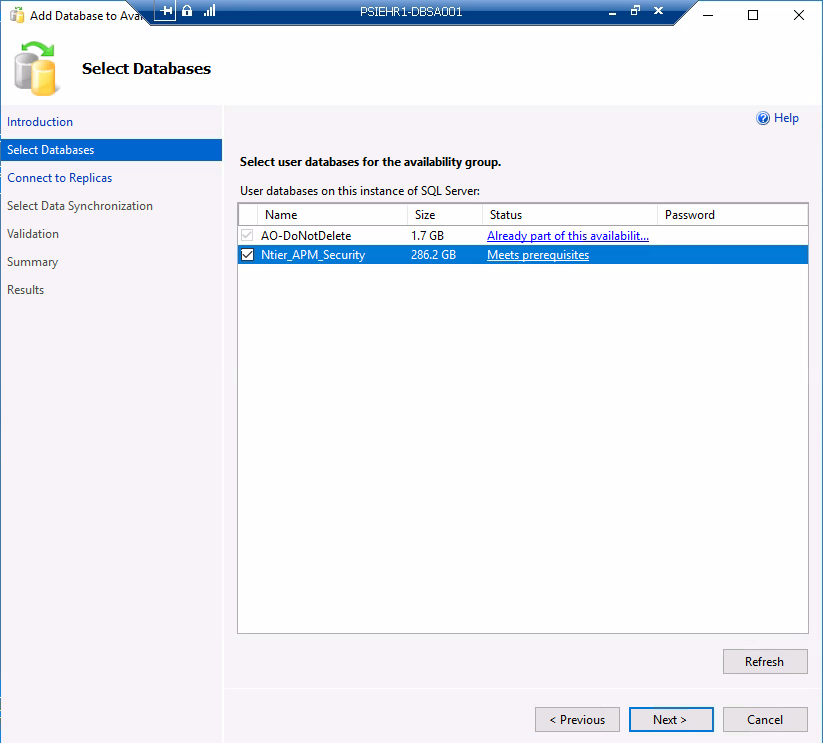 Add Database to Avai
PSIEHR1-DBSA001
Select Databases
Introduction
Help
Select Databases
Connect to Replicas
Select Data Synchronization
Validation
Summary
Results
Select user databases for the availability group.
User databases on this instance of SQL Server:
Name Size Status Password
AO-DoNotDelete 1.7 GB Already part of this availabilit...
Ntier_APM_Security 286.2 GB Meets prerequisites
Refresh
< Previous Next > Cancel